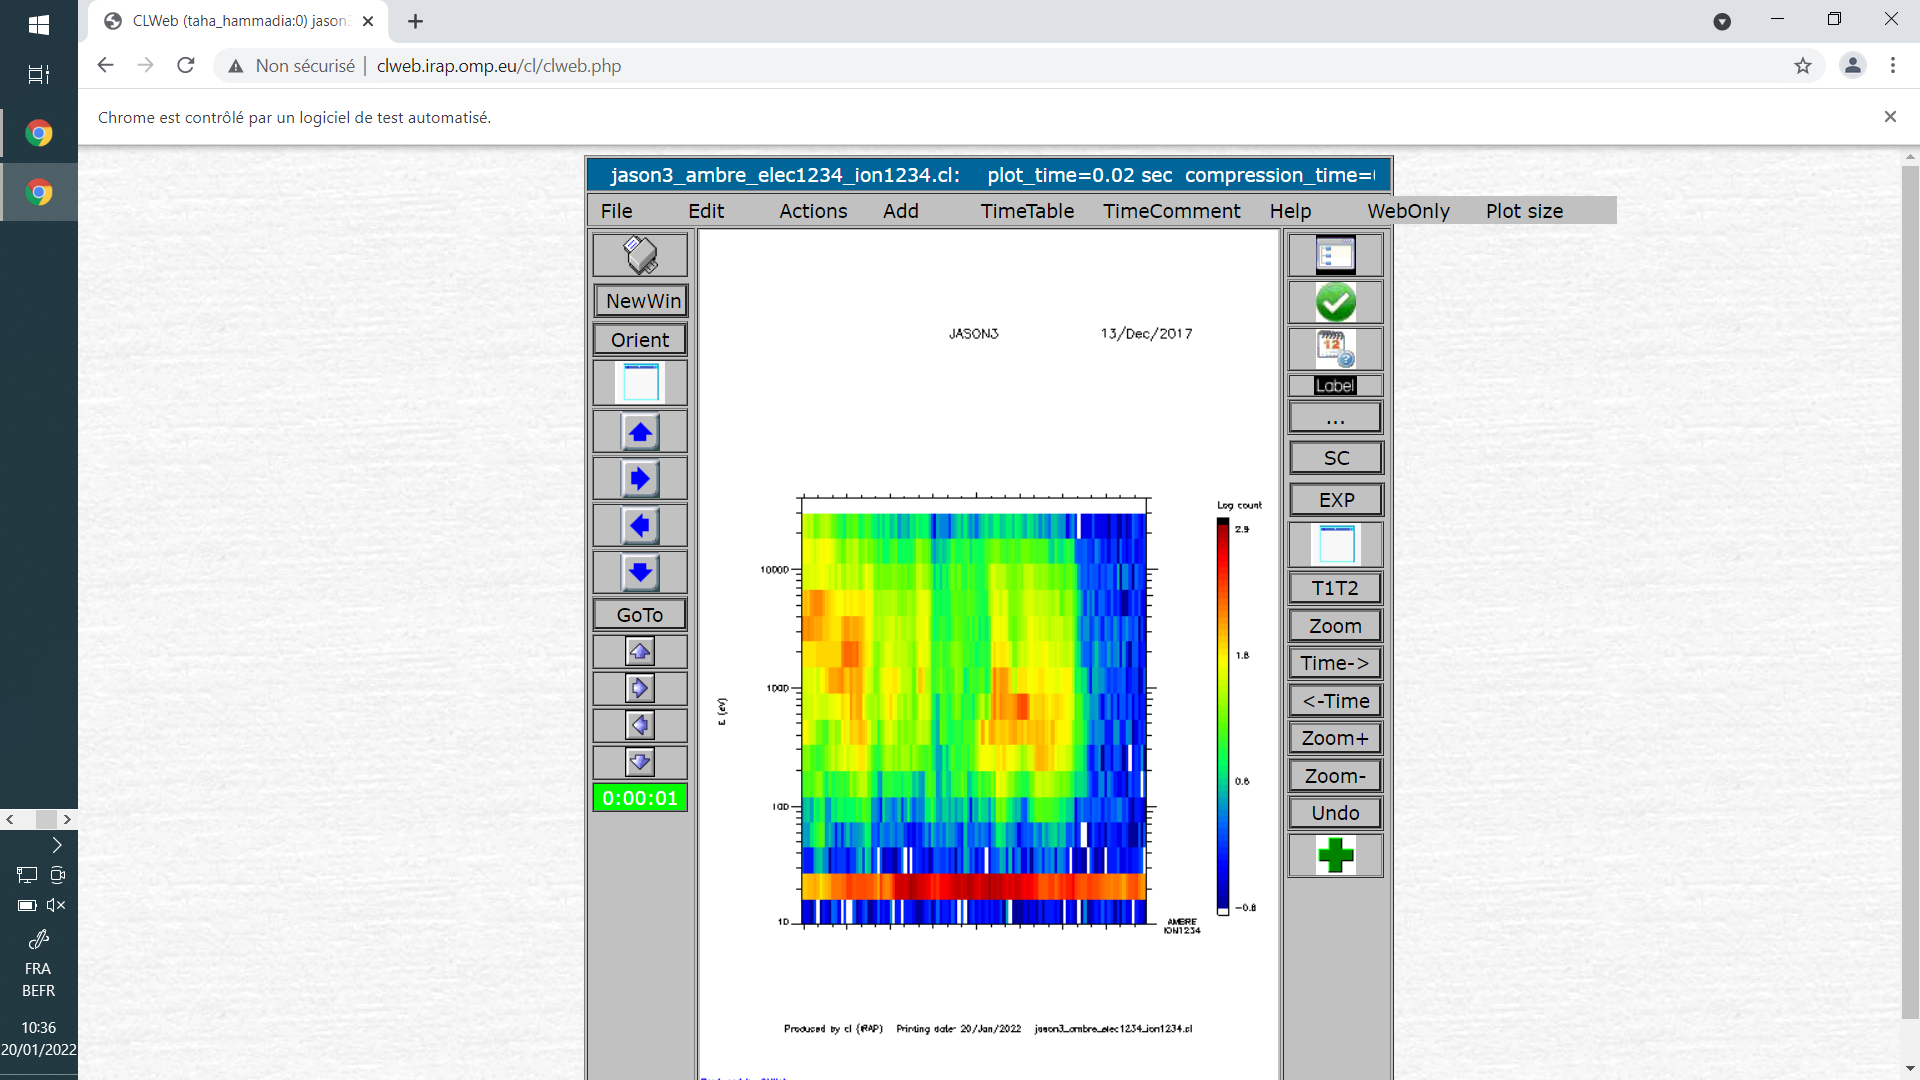 CLWeb (taha_hammadia:0) jason3
Non sécurisé | clweb.irap.omp.eu/cl/clweb.php
Chrome est contrôlé par un logiciel de test automatisé.
jason3_ambre_elec1234_ion1234.cl: plot_time=0.02 sec compression_time=
File Edit Actions Add TimeTable TimeComment Help WebOnly Plot size
NewWin
Orient
GoTo
0:00:01
JASON3 13/Dec/2017
Log count
2.9
1.8
0.6
-0.8
10000
1000
100
10
E (eV)
AMBRE
ION1234
Produced by cl (IRAP) Printing date: 20/Jan/2022 jason3_ambre_elec1234_ion1234.cl
12
Label
...
SC
EXP
T1T2
Zoom
Time->
<-Time
Zoom+
Zoom-
Undo
FRA
BEFR
10:36
20/01/2022